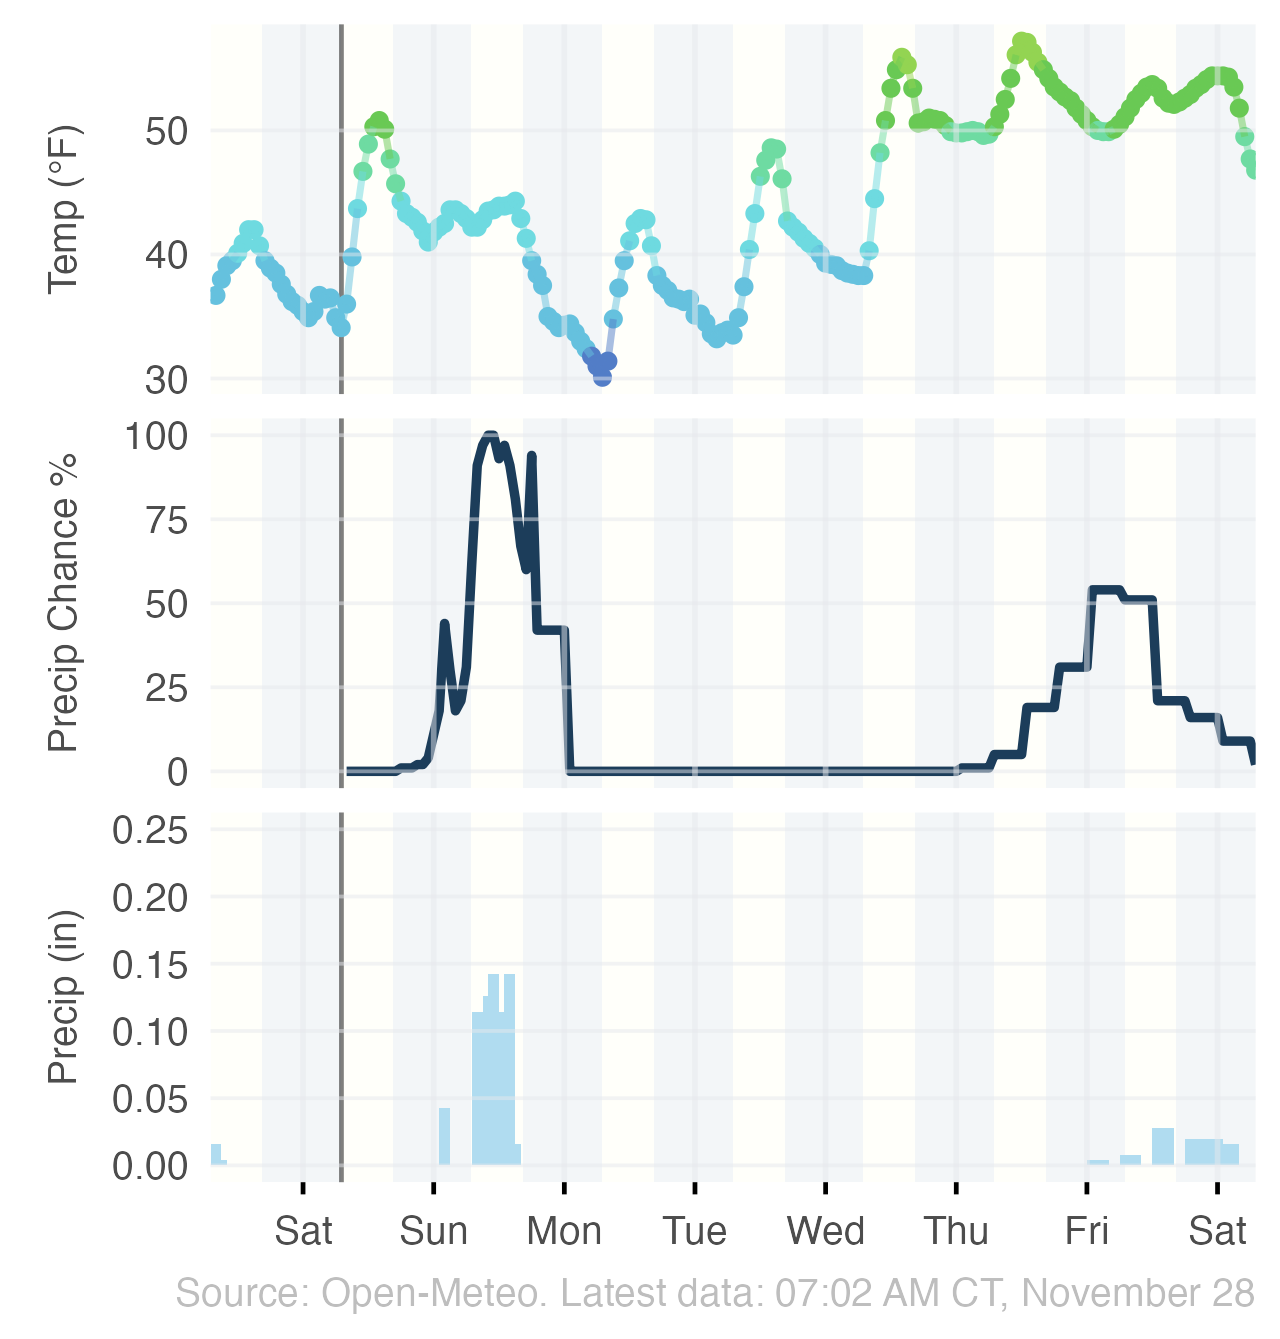 Temp (°F)
50
40
30
Precip Chance %
100
75
50
25
0
Precip (in)
0.25
0.20
0.15
0.10
0.05
0.00
Sat Sun Mon Tue Wed Thu Fri Sat
Source: Open-Meteo. Latest data: 07:02 AM CT, November 28